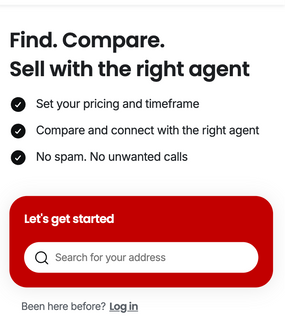 Find. Compare.
Sell with the right agent
Set your pricing and timeframe
Compare and connect with the right agent
No spam. No unwanted calls
Let's get started
Search for your address
Been here before? Log in